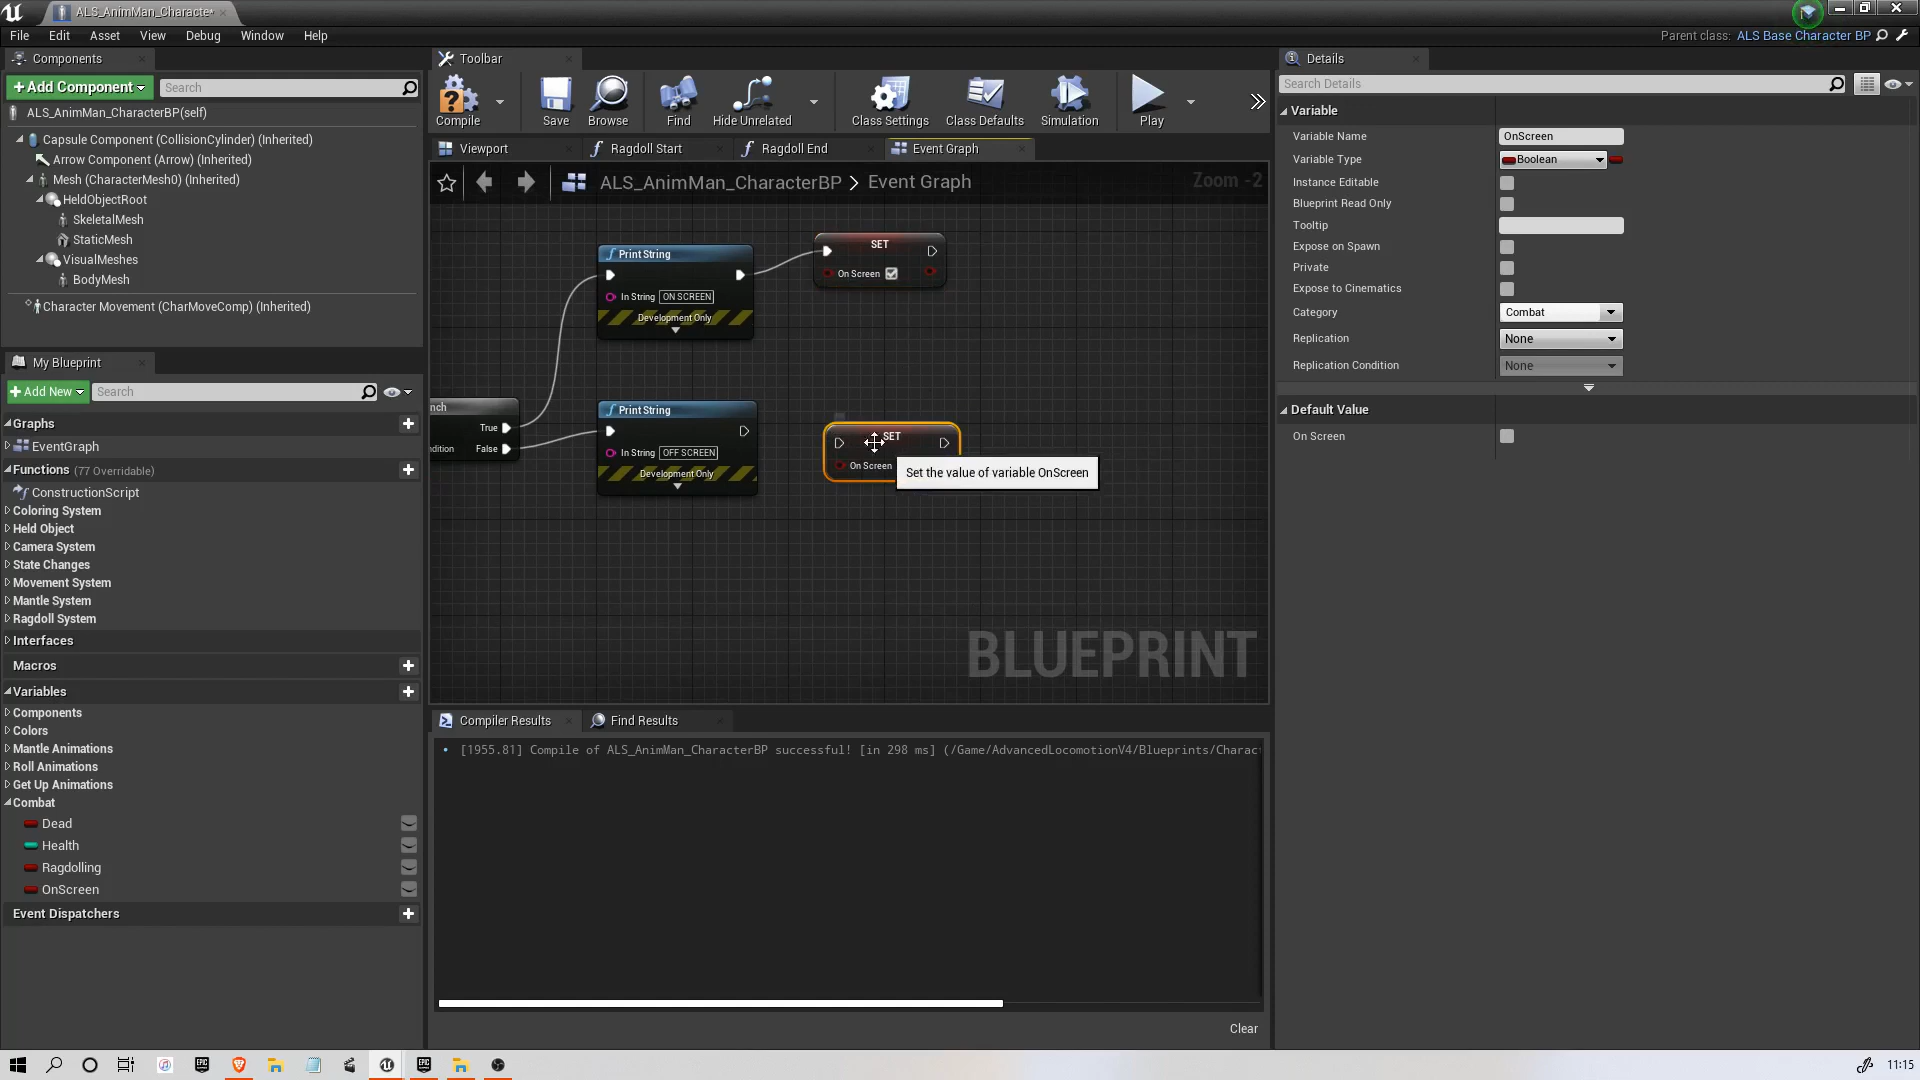 ALS_AnimMan_Character*
File Edit Asset View Debug Window Help
Parent class: ALS Base Character BP
Components
+Add Component
Search
ALS_AnimMan_CharacterBP(self)
Capsule Component (CollisionCylinder) (Inherited)
Arrow Component (Arrow) (Inherited)
Mesh (CharacterMesh0) (Inherited)
HeldObjectRoot
SkeletalMesh
StaticMesh
VisualMeshes
BodyMesh
Character Movement (CharMoveComp) (Inherited)
My Blueprint
+Add New
Search
Graphs
EventGraph
Functions (77 Overridable)
ConstructionScript
Coloring System
Held Object
Camera System
State Changes
Movement System
Mantle System
Ragdoll System
Interfaces
Macros
Variables
Components
Colors
Mantle Animations
Roll Animations
Get Up Animations
Combat
Dead
Health
Ragdolling
OnScreen
Event Dispatchers
Toolbar
Compile
Save
Browse
Find
Hide Unrelated
Class Settings
Class Defaults
Simulation
Play
Viewport
Ragdoll Start
Ragdoll End
Event Graph
ALS_AnimMan_CharacterBP > Event Graph
Zoom -2
Print String
In String ON SCREEN
Development Only
SET
On Screen
nch
True
dition False
Print String
In String OFF SCREEN
Development Only
SET
On Screen
Set the value of variable OnScreen
BLUEPRINT
Compiler Results
Find Results
[1955.81] Compile of ALS_AnimMan_CharacterBP successful! [in 298 ms] (/Game/AdvancedLocomotionV4/Blueprints/Charac
Clear
Details
Search Details
Variable
Variable Name OnScreen
Variable Type Boolean
Instance Editable
Blueprint Read Only
Tooltip
Expose on Spawn
Private
Expose to Cinematics
Category Combat
Replication None
Replication Condition None
Default Value
On Screen
EPIC
EPIC
11:15